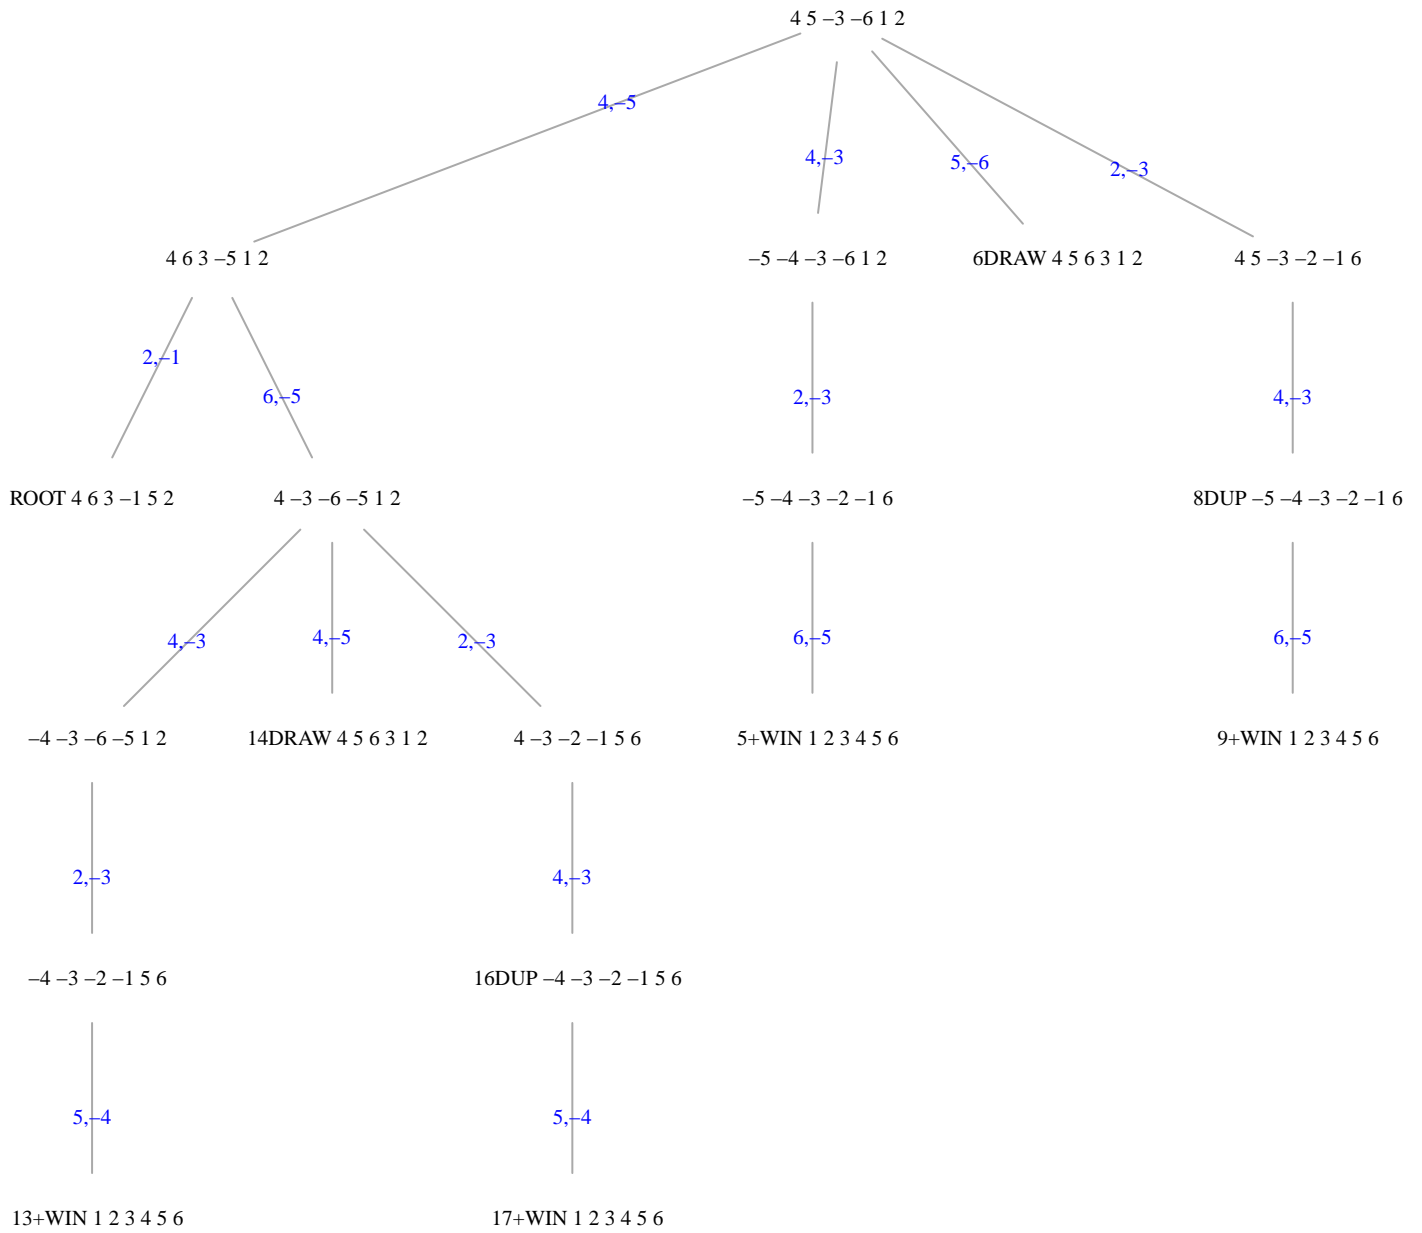 4 5 –3 –6 1 2
4,–5
4,–3
5,–6
2,–3
4 6 3 –5 1 2
–5 –4 –3 –6 1 2
6DRAW 4 5 6 3 1 2
4 5 –3 –2 –1 6
2,–1
6,–5
2,–3
4,–3
ROOT 4 6 3 –1 5 2
4 –3 –6 –5 1 2
–5 –4 –3 –2 –1 6
8DUP –5 –4 –3 –2 –1 6
4,–3
4,–5
2,–3
6,–5
6,–5
–4 –3 –6 –5 1 2
14DRAW 4 5 6 3 1 2
4 –3 –2 –1 5 6
5+WIN 1 2 3 4 5 6
9+WIN 1 2 3 4 5 6
2,–3
4,–3
–4 –3 –2 –1 5 6
16DUP –4 –3 –2 –1 5 6
5,–4
5,–4
13+WIN 1 2 3 4 5 6
17+WIN 1 2 3 4 5 6